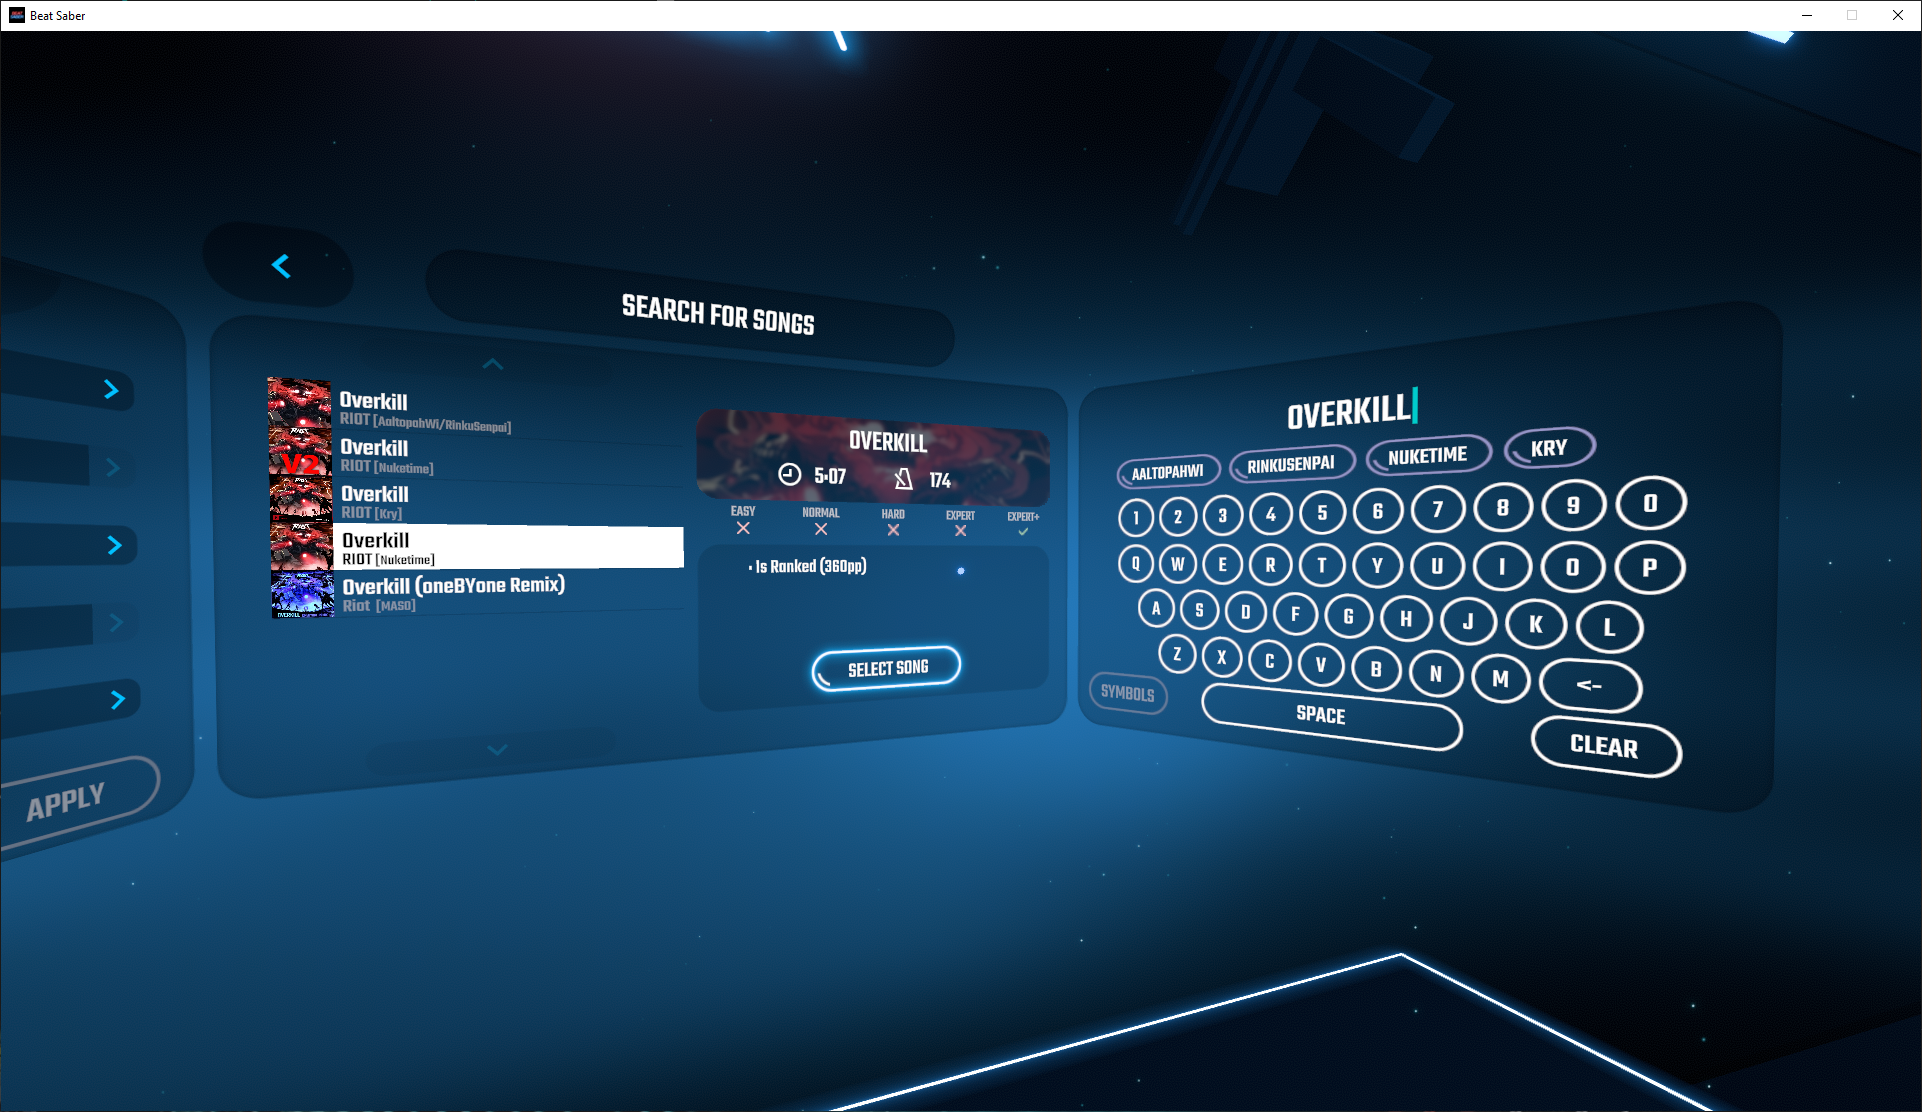 Beat Saber
SEARCH FOR SONGS
Overkill
RIOT [AaltopahWi/RinkuSenpai]
V2
Overkill
RIOT [Nuketime]
Overkill
RIOT [Kry]
Overkill
RIOT [Nuketime]
Overkill (oneBYone Remix)
Riot [MASO]
OVERKILL
5:07
174
EASY NORMAL HARD EXPERT EXPERT+
• Is Ranked (360pp)
SELECT SONG
APPLY
OVERKILL
AALTOPAHWI RINKUSENPAI NUKETIME KRY
1 2 3 4 5 6 7 8 9 0
Q W E R T Y U I O P
A S D F G H J K L
Z X C V B N M <-
SYMBOLS SPACE CLEAR